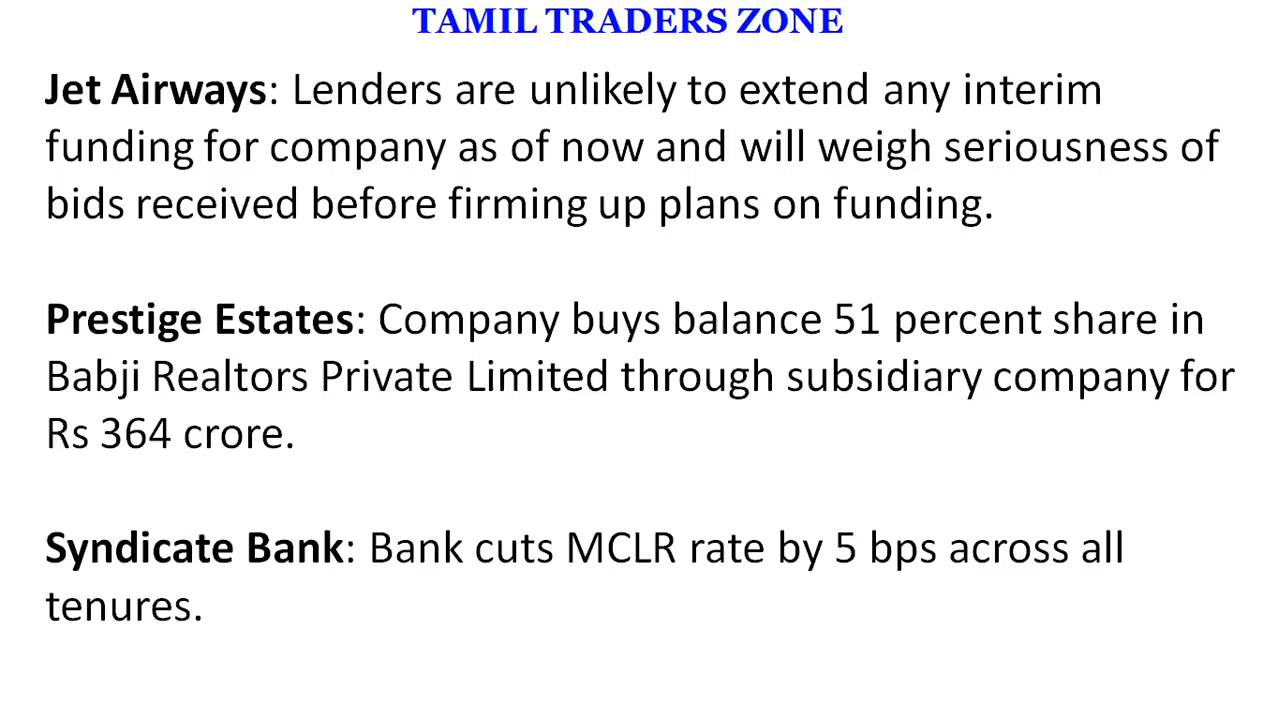 TAMIL TRADERS ZONE
Jet Airways: Lenders are unlikely to extend any interim
funding for company as of now and will weigh seriousness of
bids received before firming up plans on funding.
Prestige Estates: Company buys balance 51 percent share in
Babji Realtors Private Limited through subsidiary company for
Rs 364 crore.
Syndicate Bank: Bank cuts MCLR rate by 5 bps across all
tenures.